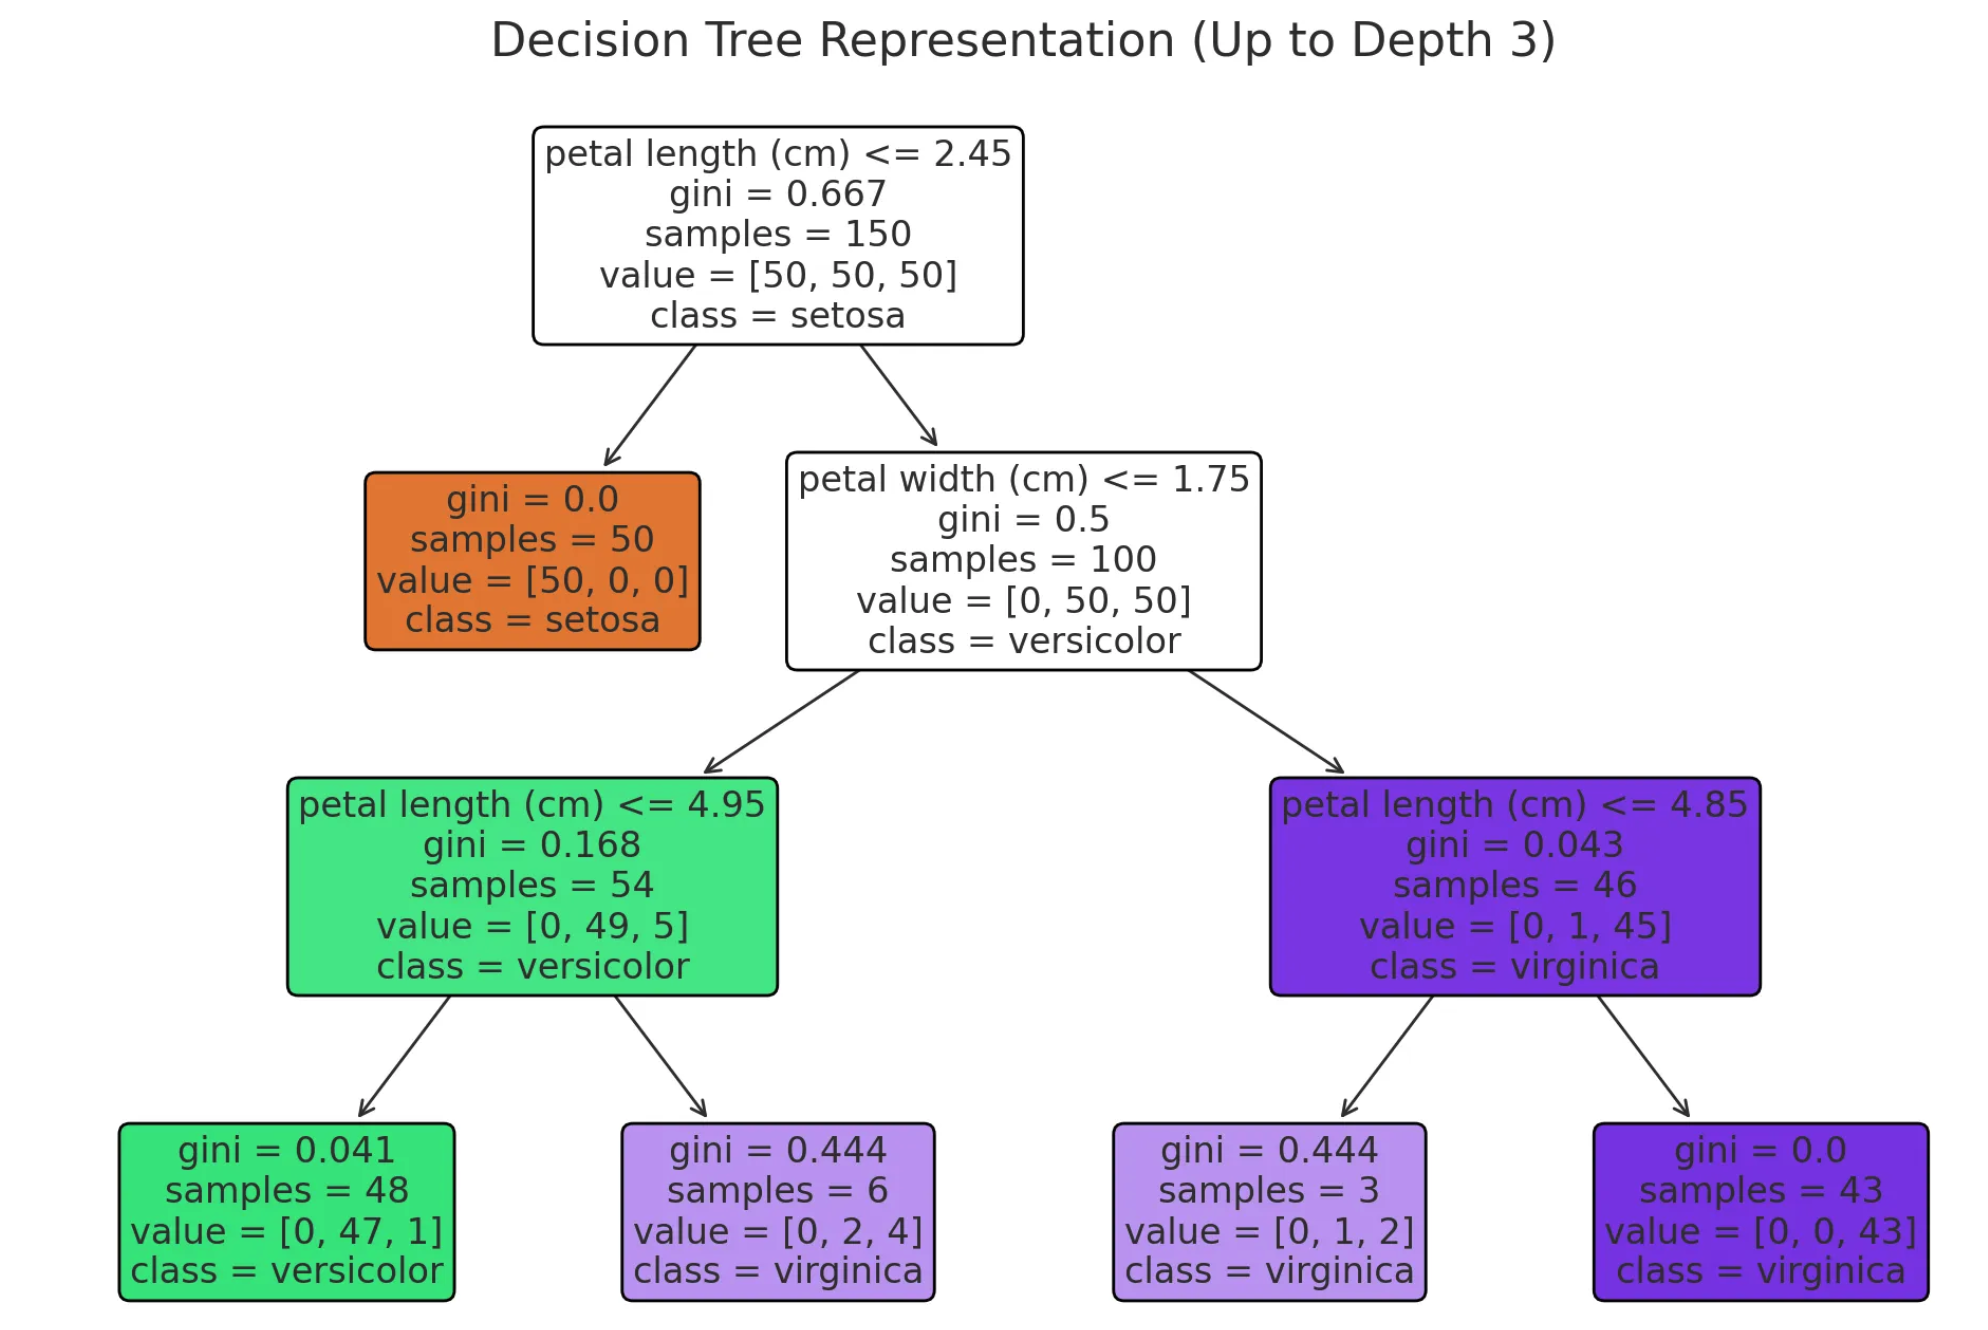 Decision Tree Representation (Up to Depth 3)
petal length (cm) <= 2.45
gini = 0.667
samples = 150
value = [50, 50, 50]
class = setosa
gini = 0.0
samples = 50
value = [50, 0, 0]
class = setosa
petal width (cm) <= 1.75
gini = 0.5
samples = 100
value = [0, 50, 50]
class = versicolor
petal length (cm) <= 4.95
gini = 0.168
samples = 54
value = [0, 49, 5]
class = versicolor
petal length (cm) <= 4.85
gini = 0.043
samples = 46
value = [0, 1, 45]
class = virginica
gini = 0.041
samples = 48
value = [0, 47, 1]
class = versicolor
gini = 0.444
samples = 6
value = [0, 2, 4]
class = virginica
gini = 0.444
samples = 3
value = [0, 1, 2]
class = virginica
gini = 0.0
samples = 43
value = [0, 0, 43]
class = virginica